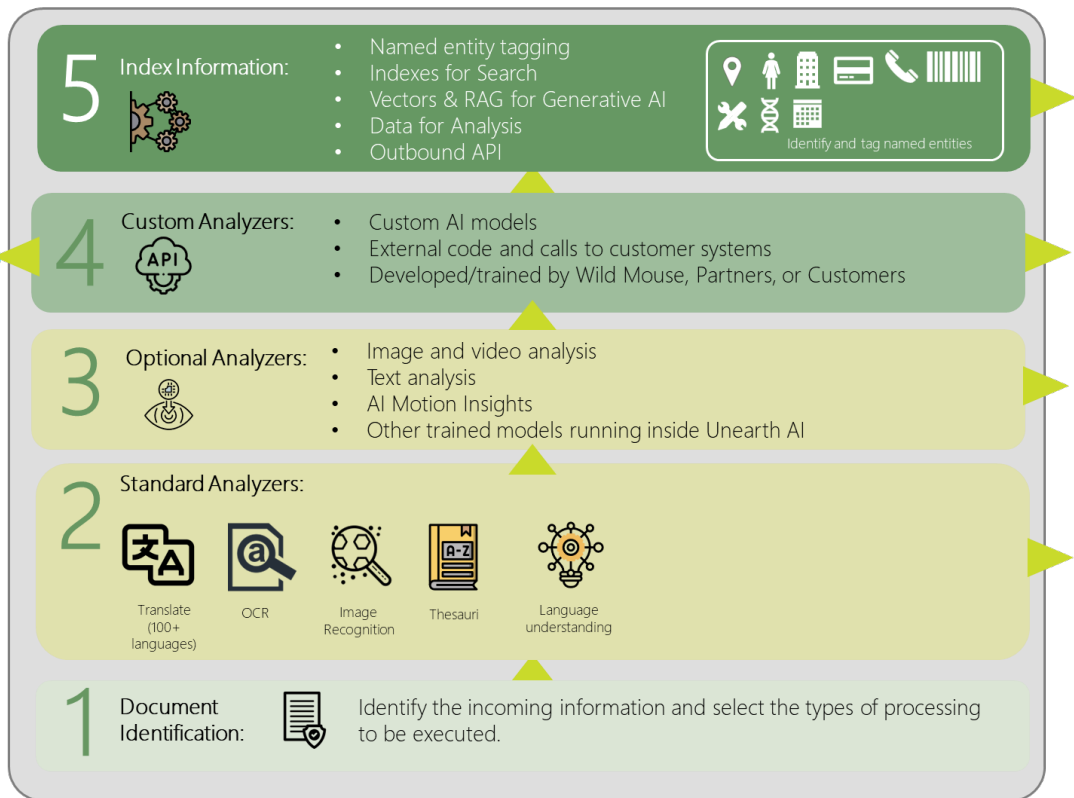 5
Index Information:
• Named entity tagging
• Indexes for Search
• Vectors & RAG for Generative AI
• Data for Analysis
• Outbound API
Identify and tag named entities
4
Custom Analyzers:
API
• Custom AI models
• External code and calls to customer systems
• Developed/trained by Wild Mouse, Partners, or Customers
3
Optional Analyzers:
• Image and video analysis
• Text analysis
• AI Motion Insights
• Other trained models running inside Unearth AI
2
Standard Analyzers:
文A
a
A-Z
Translate
(100+
languages)
OCR
Image
Recognition
Thesauri
Language
understanding
1
Document
Identification:
Identify the incoming information and select the types of processing
to be executed.